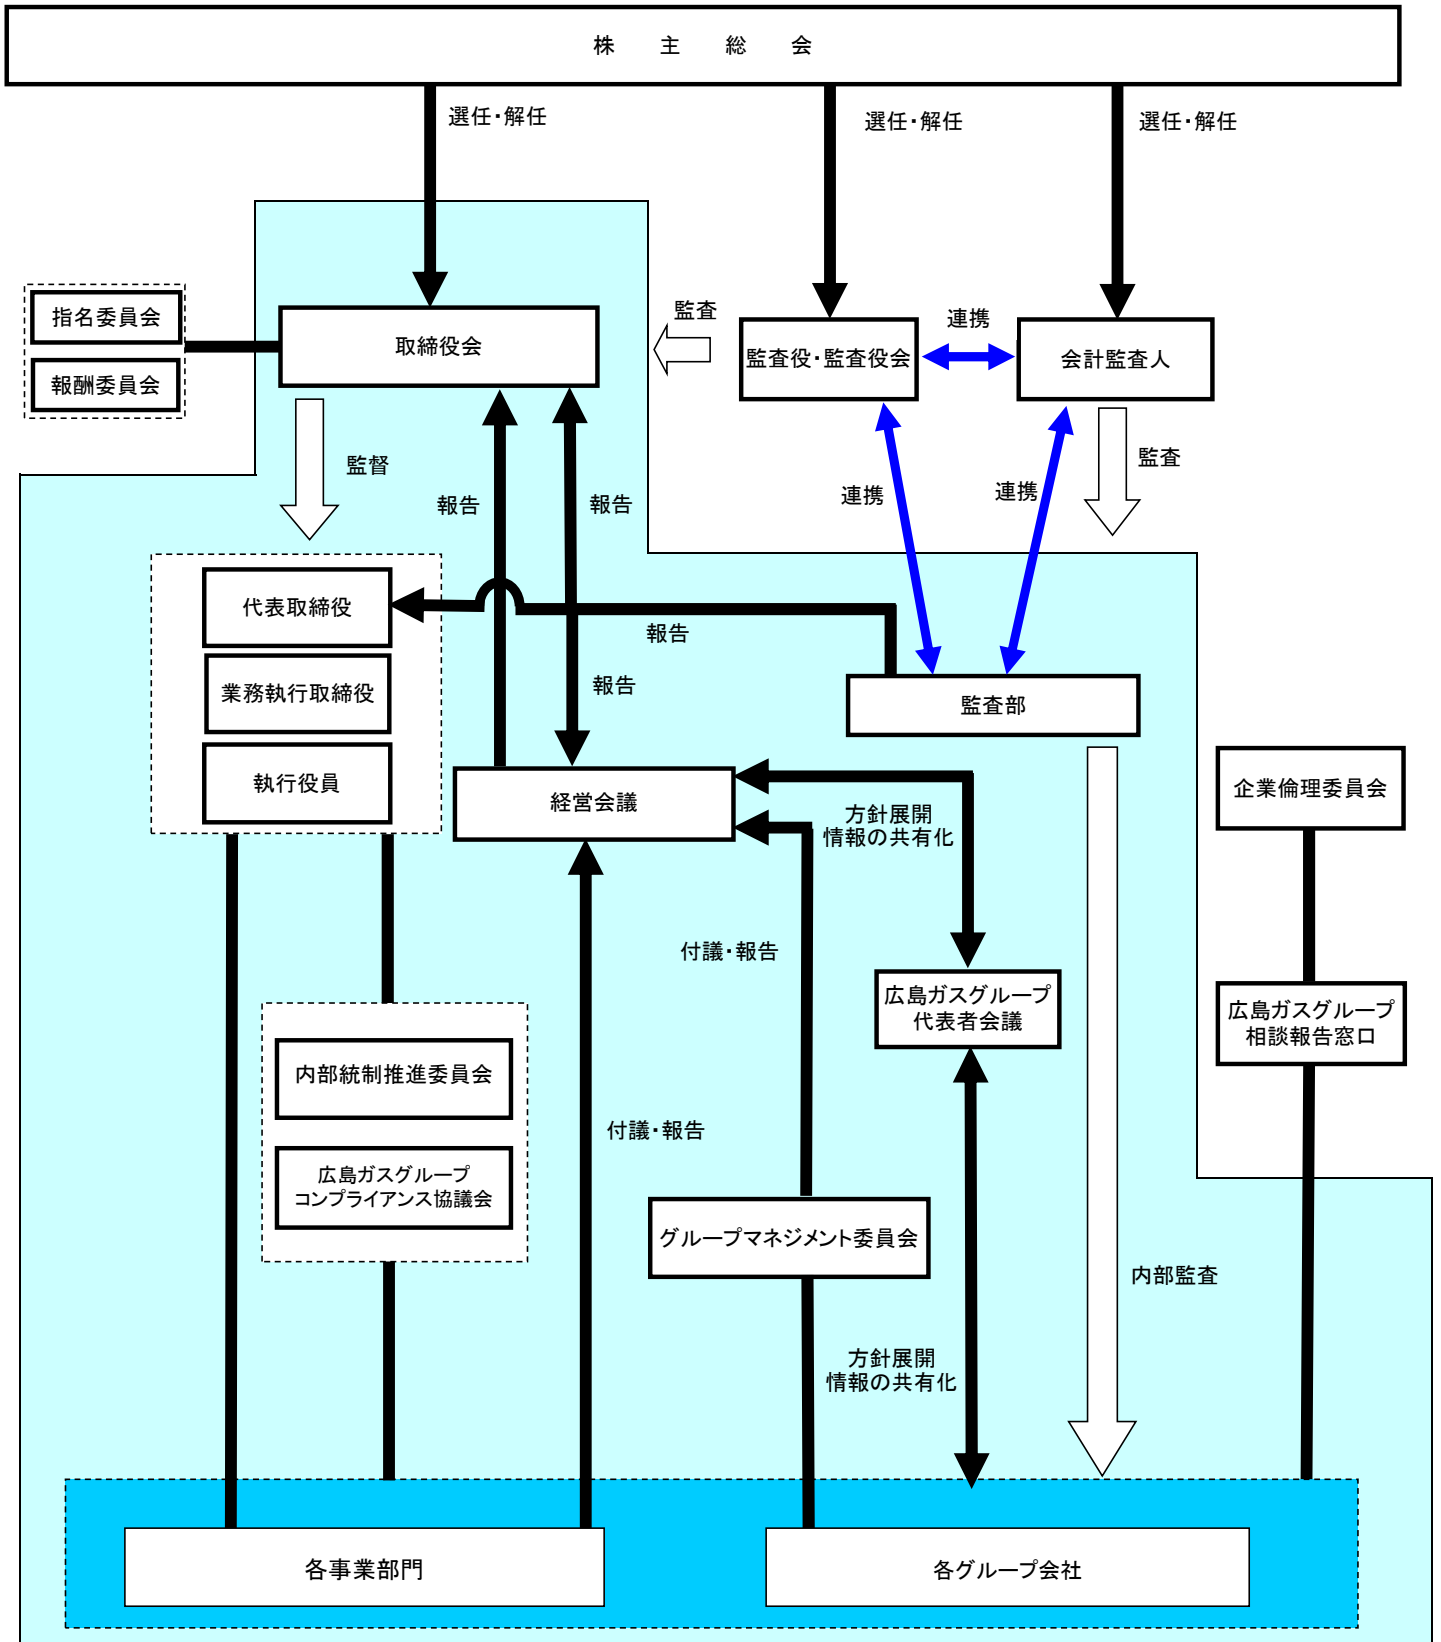 株主総会
選任・解任
選任・解任
選任・解任
指名委員会
報酬委員会
取締役会
監査
監査役・監査役会
連携
会計監査人
監督
報告
報告
連携
連携
監査
代表取締役
業務執行取締役
執行役員
報告
報告
監査部
経営会議
方針展開
情報の共有化
企業倫理委員会
付議・報告
広島ガスグループ
代表者会議
広島ガスグループ
相談報告窓口
内部統制推進委員会
広島ガスグループ
コンプライアンス協議会
付議・報告
グループマネジメント委員会
内部監査
方針展開
情報の共有化
各事業部門
各グループ会社